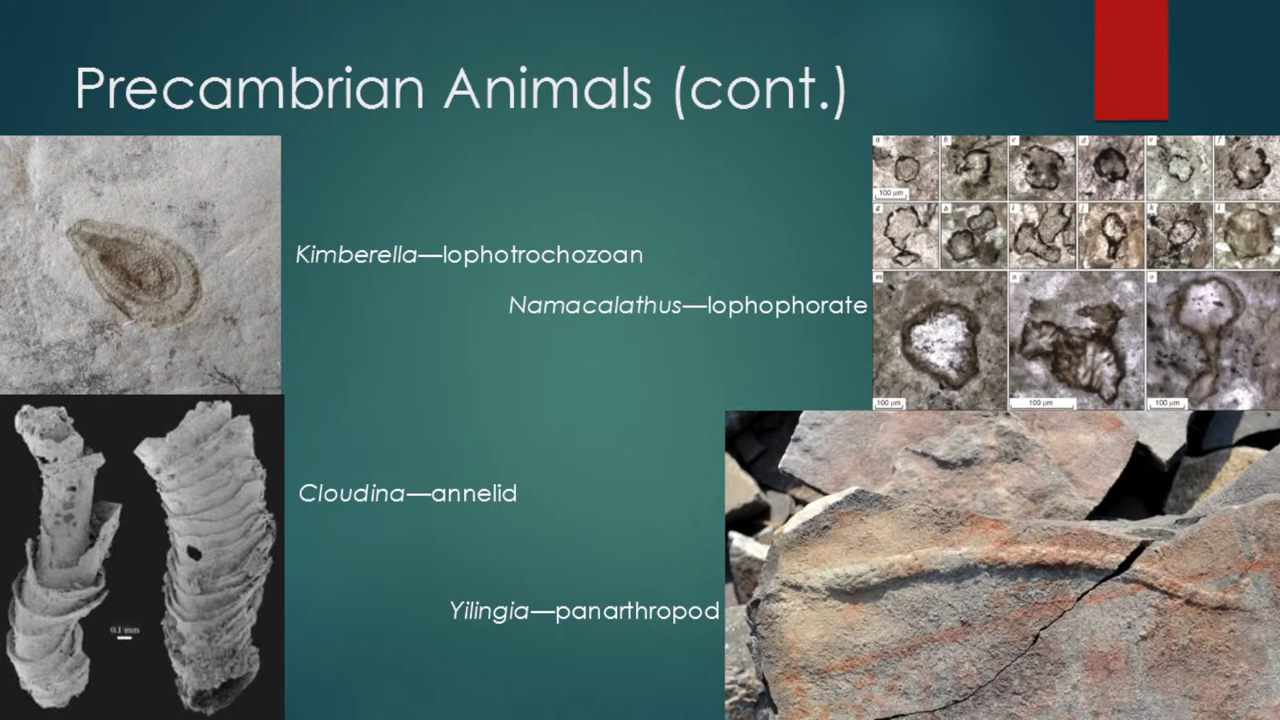 Precambrian Animals (cont.)
a b c d e f
100 µm
g h i j k l
Kimberella—lophotrochozoan
m n o
Namacalathus—lophophorate
100 µm 100 µm 100 µm
Cloudina—annelid
Yilingia—panarthropod
0.1 mm